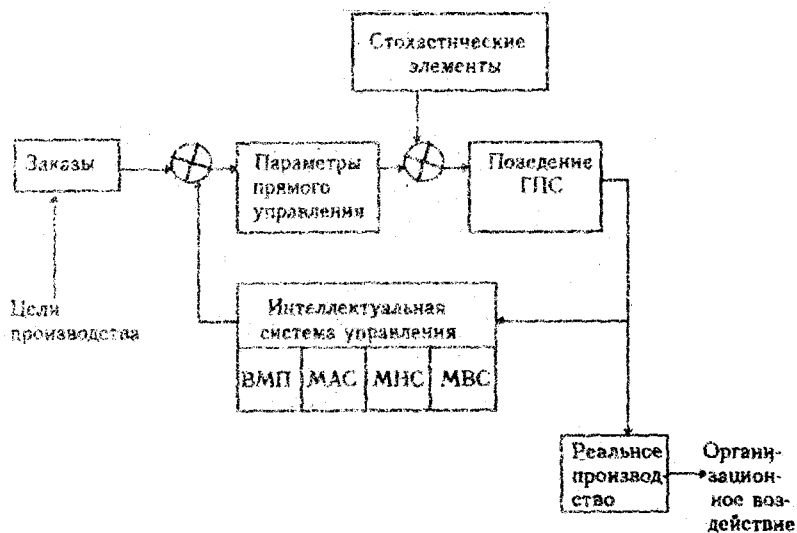 Стохастические
элементы
Заказы
Параметры
прямого
управления
Поведение
ГПС
Цели
производства
Интеллектуальная
система управления
ВМП
МАС
МНС
МВС
Реальное
производ
ство
Органи-
зацион-
ное воз-
действие